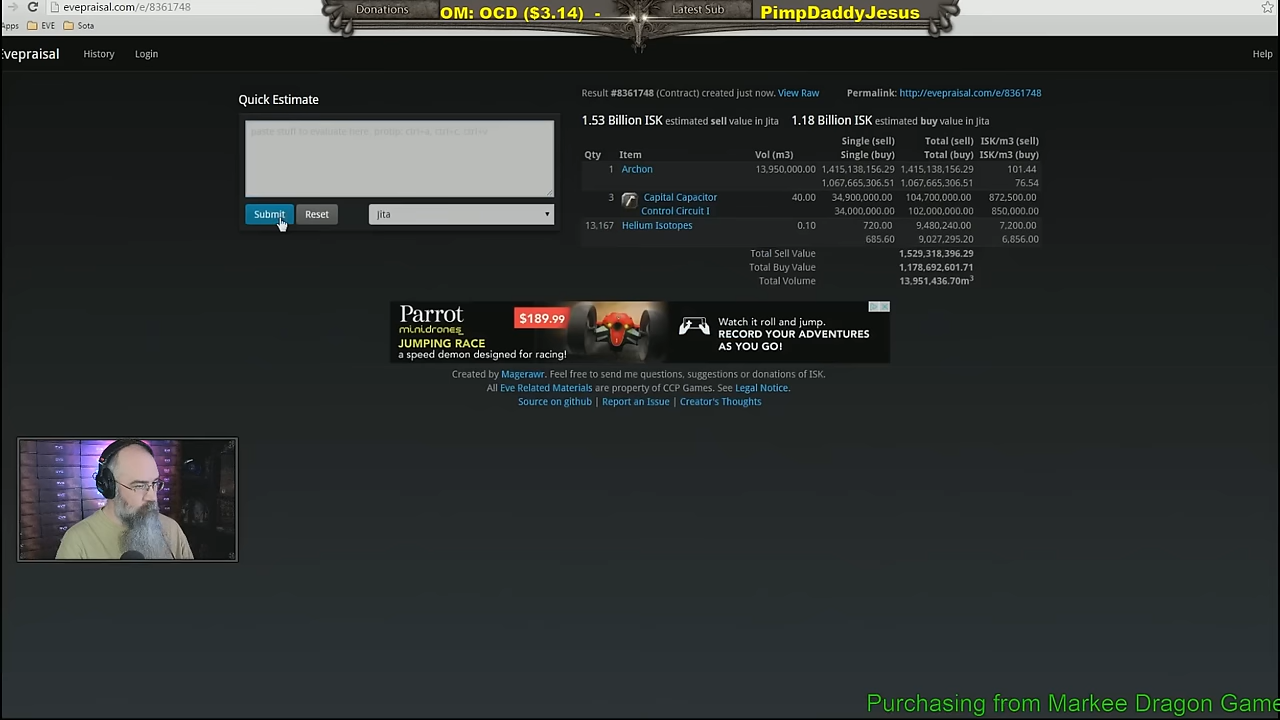 evepraisal.com/e/8361748
Apps EVE Sota
Donations
OM: OCD ($3.14) -
Latest Sub
PimpDaddyJesus
Evepraisal History Login Help
Quick Estimate
paste stuff to evaluate here, protip: ctrl+a, ctrl+c, ctrl+v
Submit Reset Jita
Result #8361748 (Contract) created just now. View Raw Permalink: http://evepraisal.com/e/8361748
1.53 Billion ISK estimated sell value in Jita 1.18 Billion ISK estimated buy value in Jita
Single (sell) Total (sell) ISK/m3 (sell)
Qty Item Vol (m3) Single (buy) Total (buy) ISK/m3 (buy)
1 Archon 13,950,000.00 1,415,138,156.29 1,415,138,156.29 101.44
1,067,665,306.51 1,067,665,306.51 76.54
3 Capital Capacitor 40.00 34,900,000.00 104,700,000.00 872,500.00
Control Circuit I 34,000,000.00 102,000,000.00 850,000.00
13,167 Helium Isotopes 0.10 720.00 9,480,240.00 7,200.00
685.60 9,027,295.20 6,856.00
Total Sell Value 1,529,318,396.29
Total Buy Value 1,178,692,601.71
Total Volume 13,951,436.70m3
Parrot
minidrones
JUMPING RACE
a speed demon designed for racing!
$189.99
Watch it roll and jump.
RECORD YOUR ADVENTURES
AS YOU GO!
Created by Magerawr. Feel free to send me questions, suggestions or donations of ISK.
All Eve Related Materials are property of CCP Games. See Legal Notice.
Source on github | Report an Issue | Creator's Thoughts
Purchasing from Markee Dragon Game